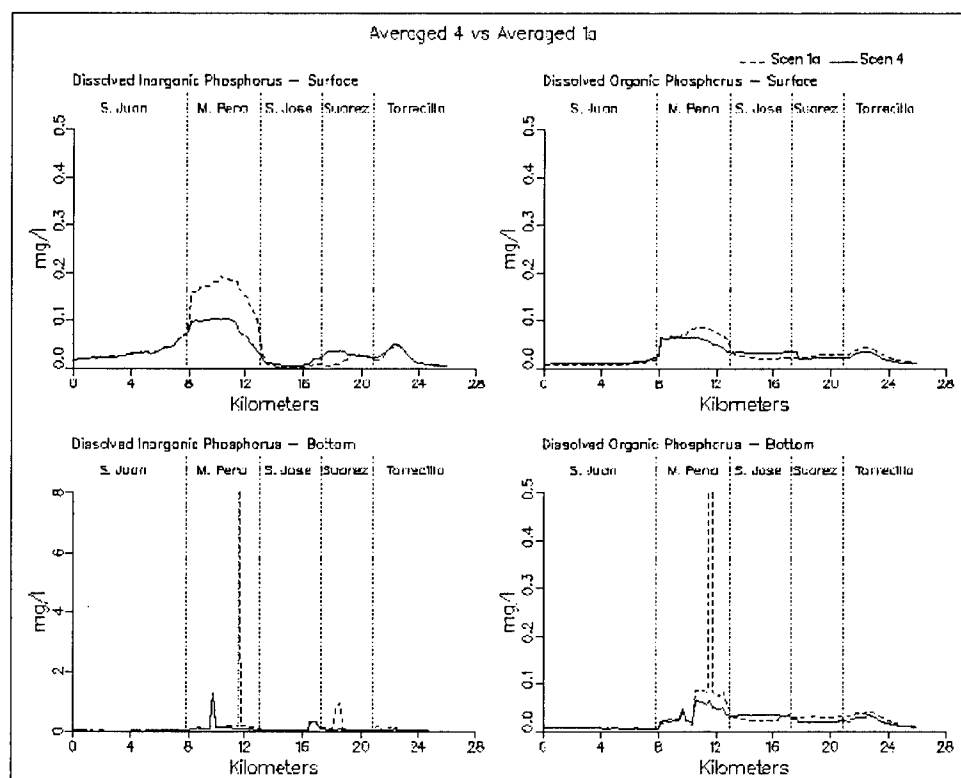 Averaged 4 vs Averaged 1a
Scen 1a Scen 4
Dissolved Inorganic Phosphorus – Surface
S. Juan M. Pena S. Jose Suarez Torrecilla
0.5
0.4
0.3
0.2
0.1
0.0
mg/l
0 4 8 12 16 20 24 28
Kilometers
Dissolved Organic Phosphorus – Surface
S. Juan M. Pena S. Jose Suarez Torrecilla
0.5
0.4
0.3
0.2
0.1
0.0
mg/l
0 4 8 12 16 20 24 28
Kilometers
Dissolved Inorganic Phosphorus – Bottom
S. Juan M. Pena S. Jose Suarez Torrecilla
8
6
4
2
0
mg/l
0 4 8 12 16 20 24 28
Kilometers
Dissolved Organic Phosphorus – Bottom
S. Juan M. Pena S. Jose Suarez Torrecilla
0.5
0.4
0.3
0.2
0.1
0.0
mg/l
0 4 8 12 16 20 24 28
Kilometers